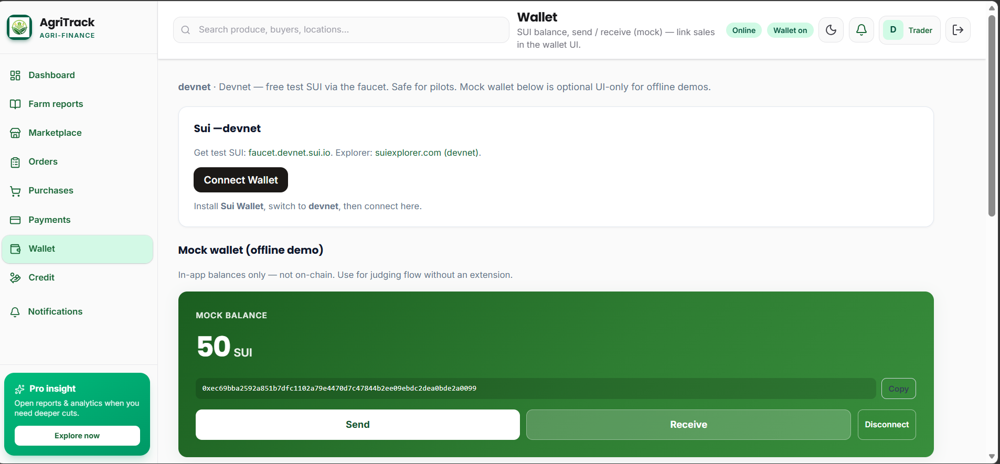 AgriTrack
AGRI-FINANCE
Dashboard
Farm reports
Marketplace
Orders
Purchases
Payments
Wallet
Credit
Notifications
Pro insight
Open reports & analytics when you
need deeper cuts.
Explore now
Search produce, buyers, locations...
Wallet
SUI balance, send / receive (mock) — link sales
in the wallet UI.
Online
Wallet on
D
Trader
devnet · Devnet — free test SUI via the faucet. Safe for pilots. Mock wallet below is optional UI-only for offline demos.
Sui —devnet
Get test SUI: faucet.devnet.sui.io. Explorer: suiexplorer.com (devnet).
Connect Wallet
Install Sui Wallet, switch to devnet, then connect here.
Mock wallet (offline demo)
In-app balances only — not on-chain. Use for judging flow without an extension.
MOCK BALANCE
50 SUI
0xec69bba2592a851b7dfc1102a79e4470d7c47844b2ee09ebdc2dea0bde2a0099
Copy
Send
Receive
Disconnect